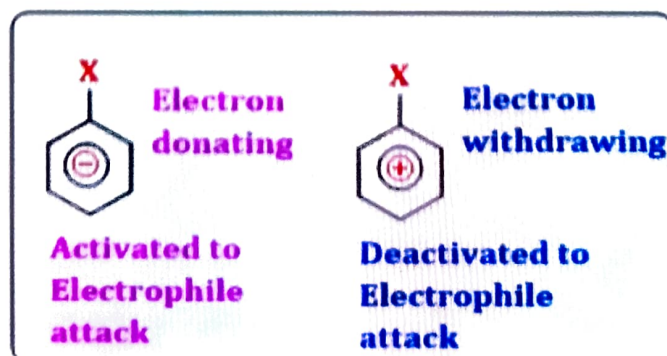 X
Electron
donating
−
Activated to
Electrophile
attack
X
Electron
withdrawing
+
Deactivated to
Electrophile
attack